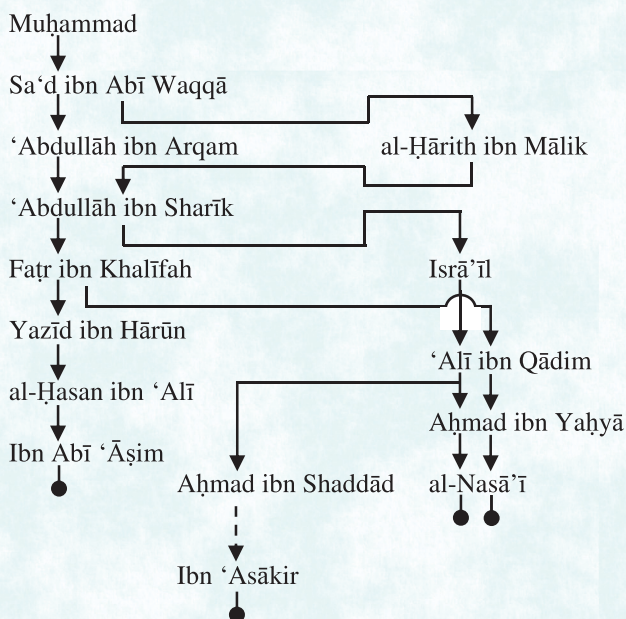 Muḥammad
Sa‘d ibn Abī Waqqā
‘Abdullāh ibn Arqam
al-Ḥārith ibn Mālik
‘Abdullāh ibn Sharīk
Faṭr ibn Khalīfah
Isrā’īl
Yazīd ibn Hārūn
‘Alī ibn Qādim
al-Ḥasan ibn ‘Alī
Aḥmad ibn Yaḥyā
Ibn Abī ‘Āṣim
Aḥmad ibn Shaddād
al-Nasā’ī
Ibn ‘Asākir